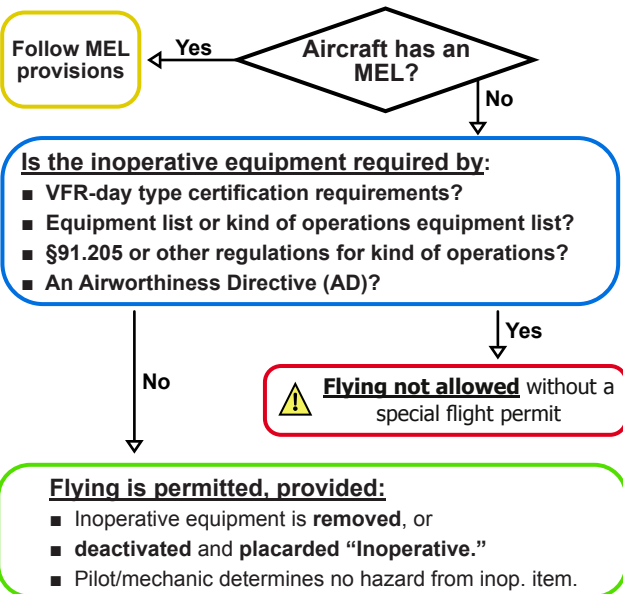 Follow MEL
provisions
Yes
Aircraft has an
MEL?
No
Is the inoperative equipment required by:
■ VFR-day type certification requirements?
■ Equipment list or kind of operations equipment list?
■ §91.205 or other regulations for kind of operations?
■ An Airworthiness Directive (AD)?
No
Yes
Flying not allowed without a
special flight permit
Flying is permitted, provided:
■ Inoperative equipment is removed, or
■ deactivated and placarded “Inoperative.”
■ Pilot/mechanic determines no hazard from inop. item.